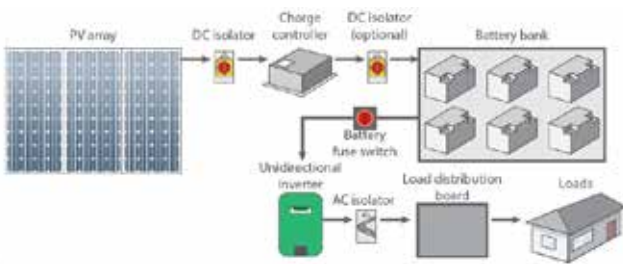 PV array
DC isolator
Charge
controller
DC isolator
(optional)
Battery bank
Battery
fuse switch
Unidirectional
inverter
AC isolator
Load distribution
board
Loads